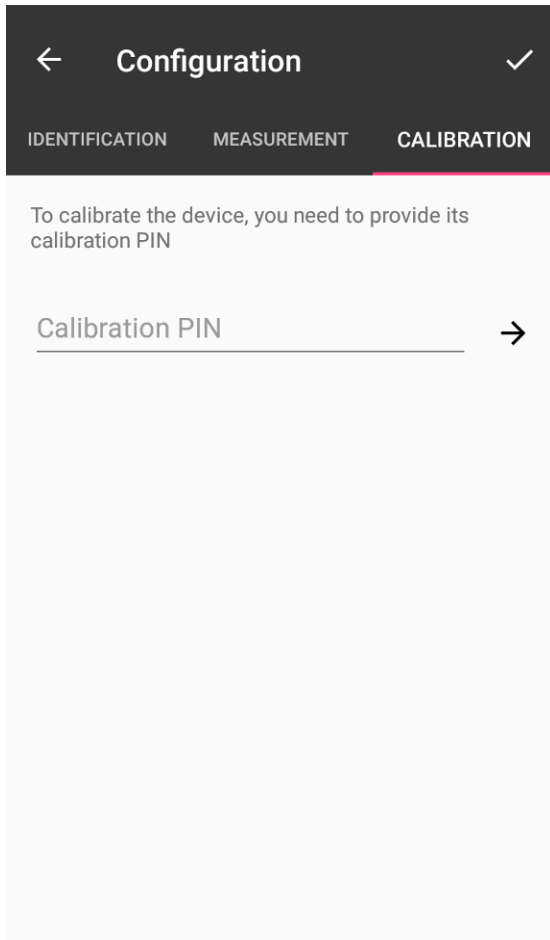 Configuration
IDENTIFICATION MEASUREMENT CALIBRATION
To calibrate the device, you need to provide its
calibration PIN
Calibration PIN